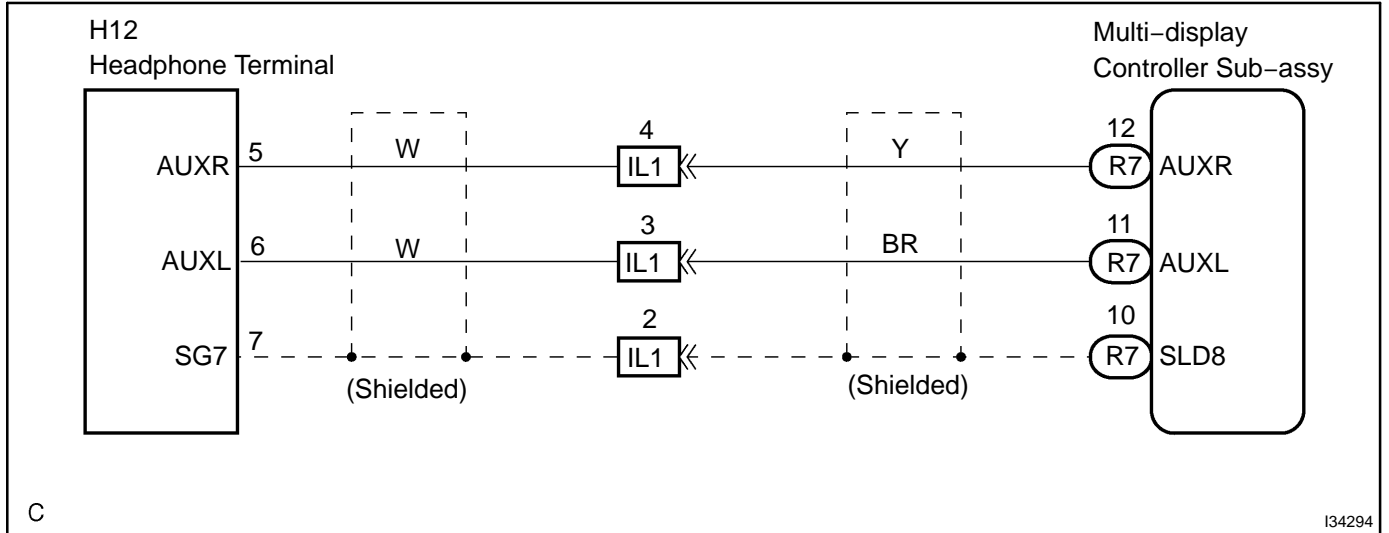 H12
Headphone Terminal
Multi−display
Controller Sub−assy
AUXR 5 W 4 IL1 Y 12 R7 AUXR
AUXL 6 W 3 IL1 BR 11 R7 AUXL
SG7 7 2 IL1 10 R7 SLD8
(Shielded) (Shielded)
C I34294